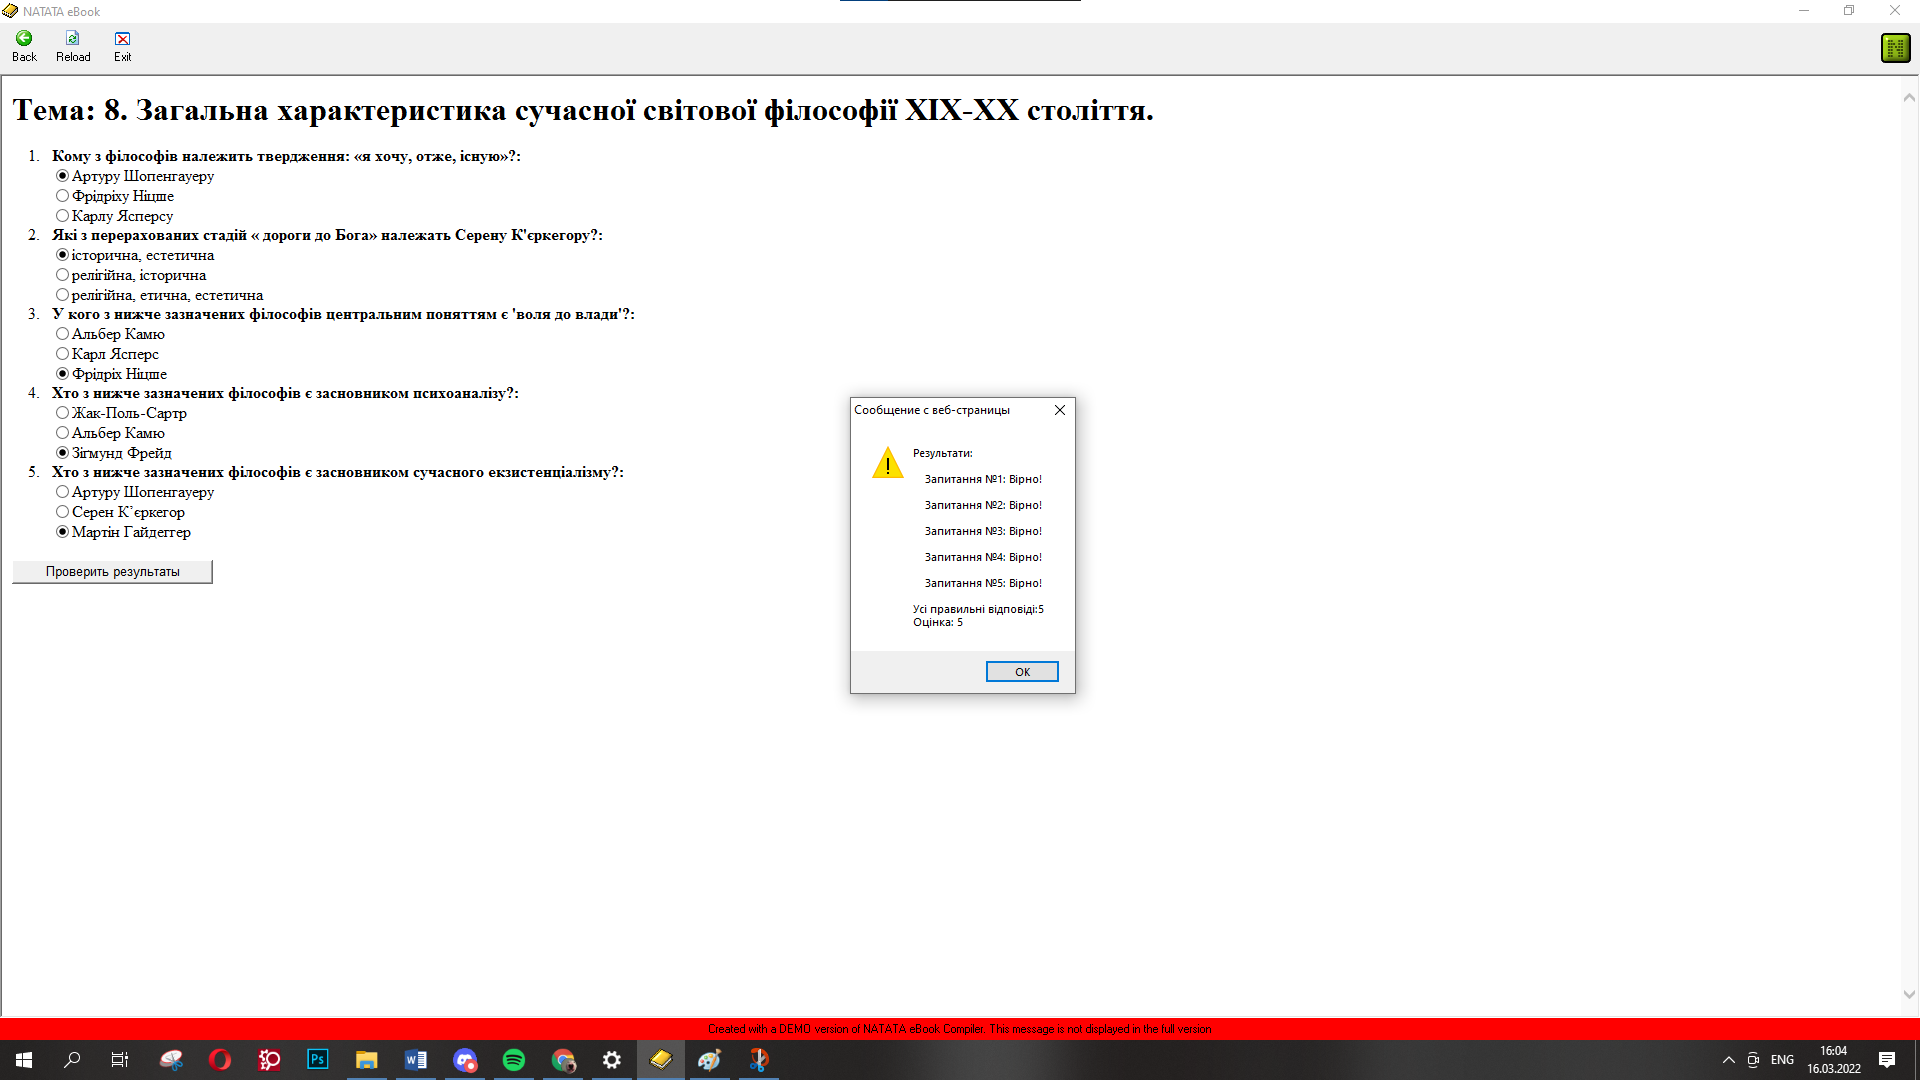 NATATA eBook
Back Reload Exit
Тема: 8. Загальна характеристика сучасної світової філософії XIX-XX століття.
1. Кому з філософів належить твердження: «я хочу, отже, існую»?:
Артуру Шопенгауеру
Фрідріху Ніцше
Карлу Ясперсу
2. Які з перерахованих стадій « дороги до Бога» належать Серену К'єркегору?:
історична, естетична
релігійна, історична
релігійна, етична, естетична
3. У кого з нижче зазначених філософів центральним поняттям є 'воля до влади'?:
Альбер Камю
Карл Ясперс
Фрідріх Ніцше
4. Хто з нижче зазначених філософів є засновником психоаналізу?:
Жак-Поль-Сартр
Альбер Камю
Зігмунд Фрейд
5. Хто з нижче зазначених філософів є засновником сучасного екзистенціалізму?:
Артуру Шопенгауеру
Серен К’єркегор
Мартін Гайдеггер
Проверить результаты
Сообщение с веб-страницы
Результати:
Запитання №1: Вірно!
Запитання №2: Вірно!
Запитання №3: Вірно!
Запитання №4: Вірно!
Запитання №5: Вірно!
Усі правильні відповіді:5
Оцінка: 5
OK
Created with a DEMO version of NATATA eBook Compiler. This message is not displayed in the full version
Ps
W
ENG
16:04
16.03.2022